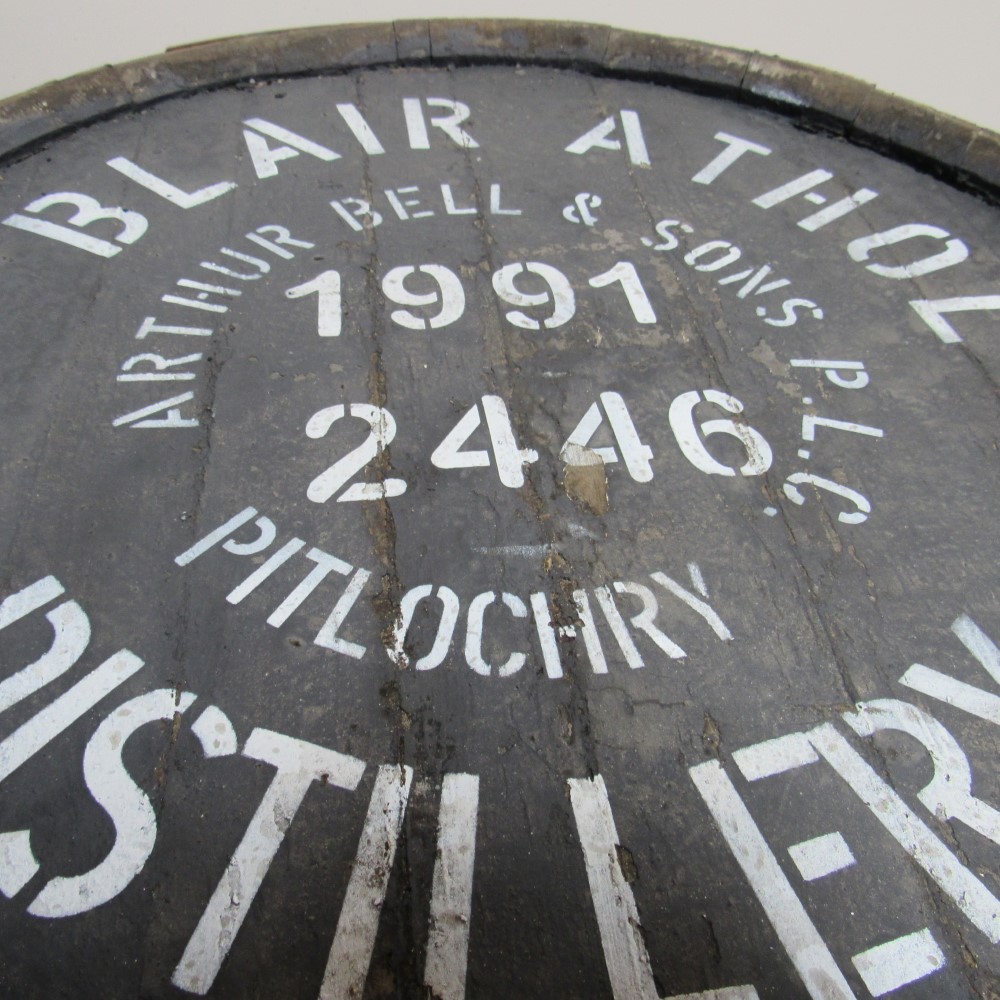 BLAIR ATHOL
ARTHUR BELL & SONS P.L.C.
1991
2446
PITLOCHRY
DISTILLERY